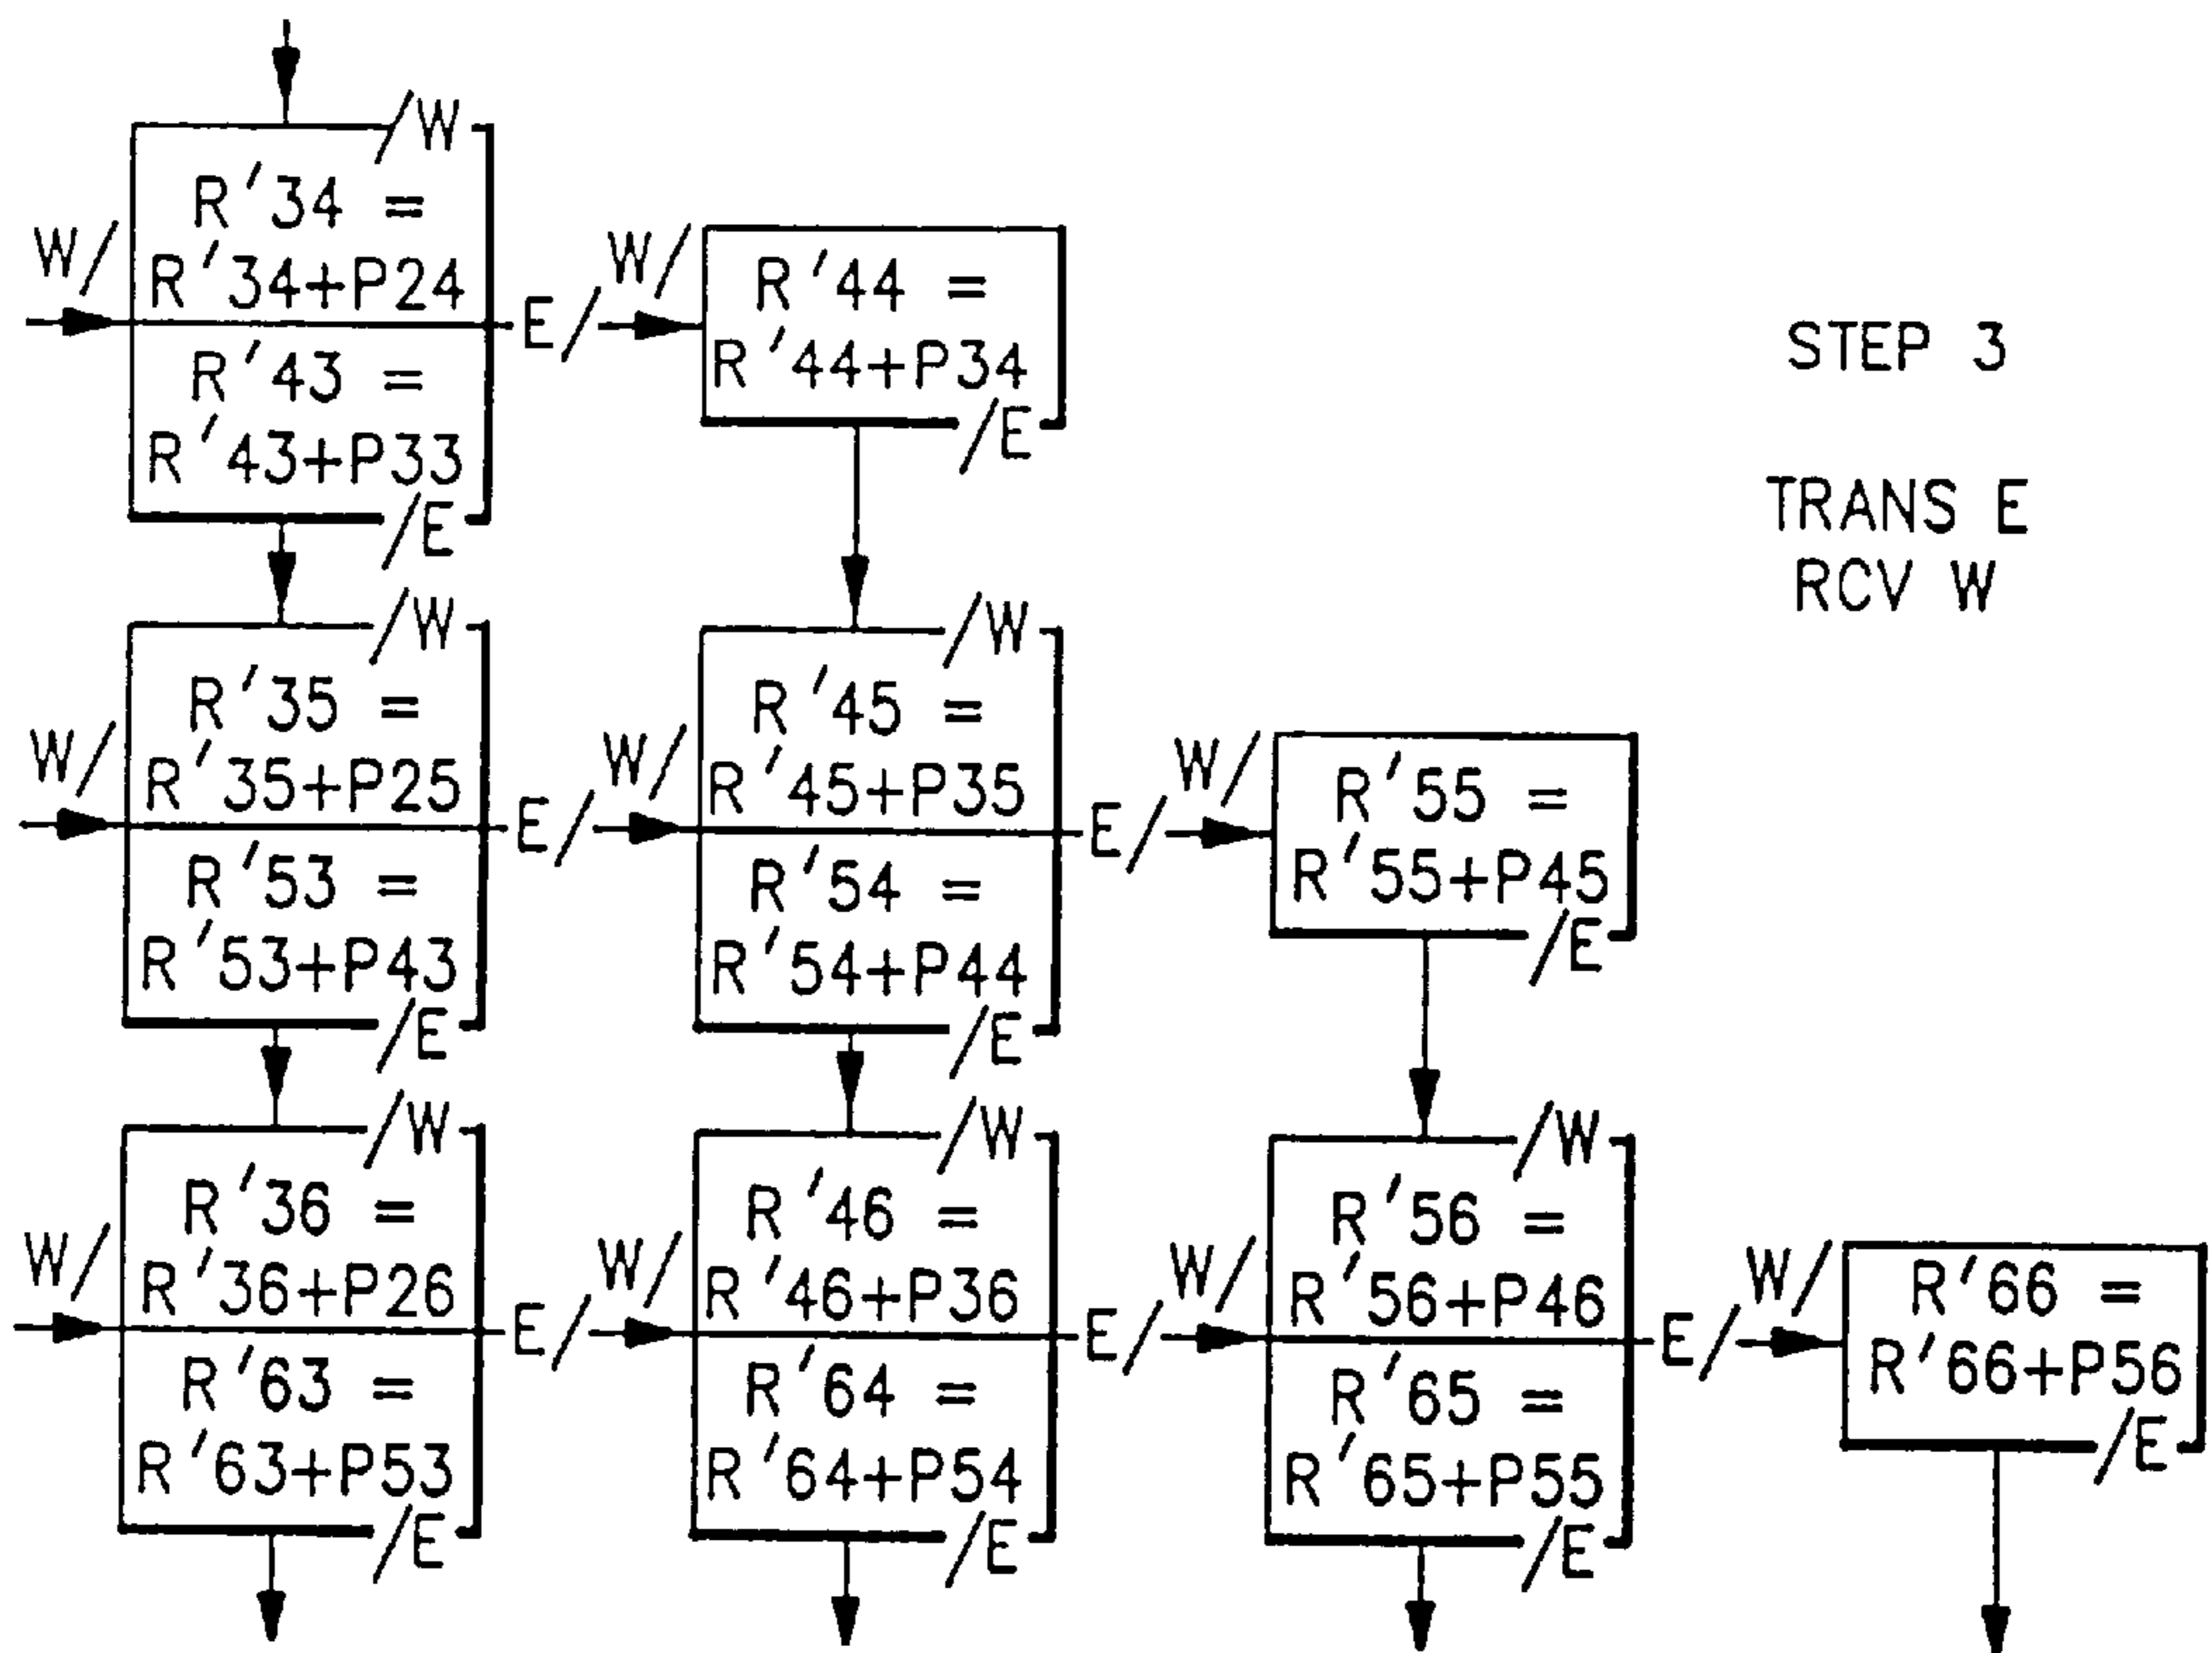 /W
R'34 =
W/
R'34+P24
R'43 =
R'43+P33
/E
E/
W/
R'44 =
R'44+P34
/E
STEP 3
TRANS E
RCV W
/W
R'35 =
W/
R'35+P25
R'53 =
R'53+P43
/E
E/
/W
R'45 =
W/
R'45+P35
R'54 =
R'54+P44
/E
E/
W/
R'55 =
R'55+P45
/E
/W
R'36 =
W/
R'36+P26
R'63 =
R'63+P53
/E
E/
/W
R'46 =
W/
R'46+P36
R'64 =
R'64+P54
/E
E/
/W
R'56 =
W/
R'56+P46
R'65 =
R'65+P55
/E
E/
W/
R'66 =
R'66+P56
/E